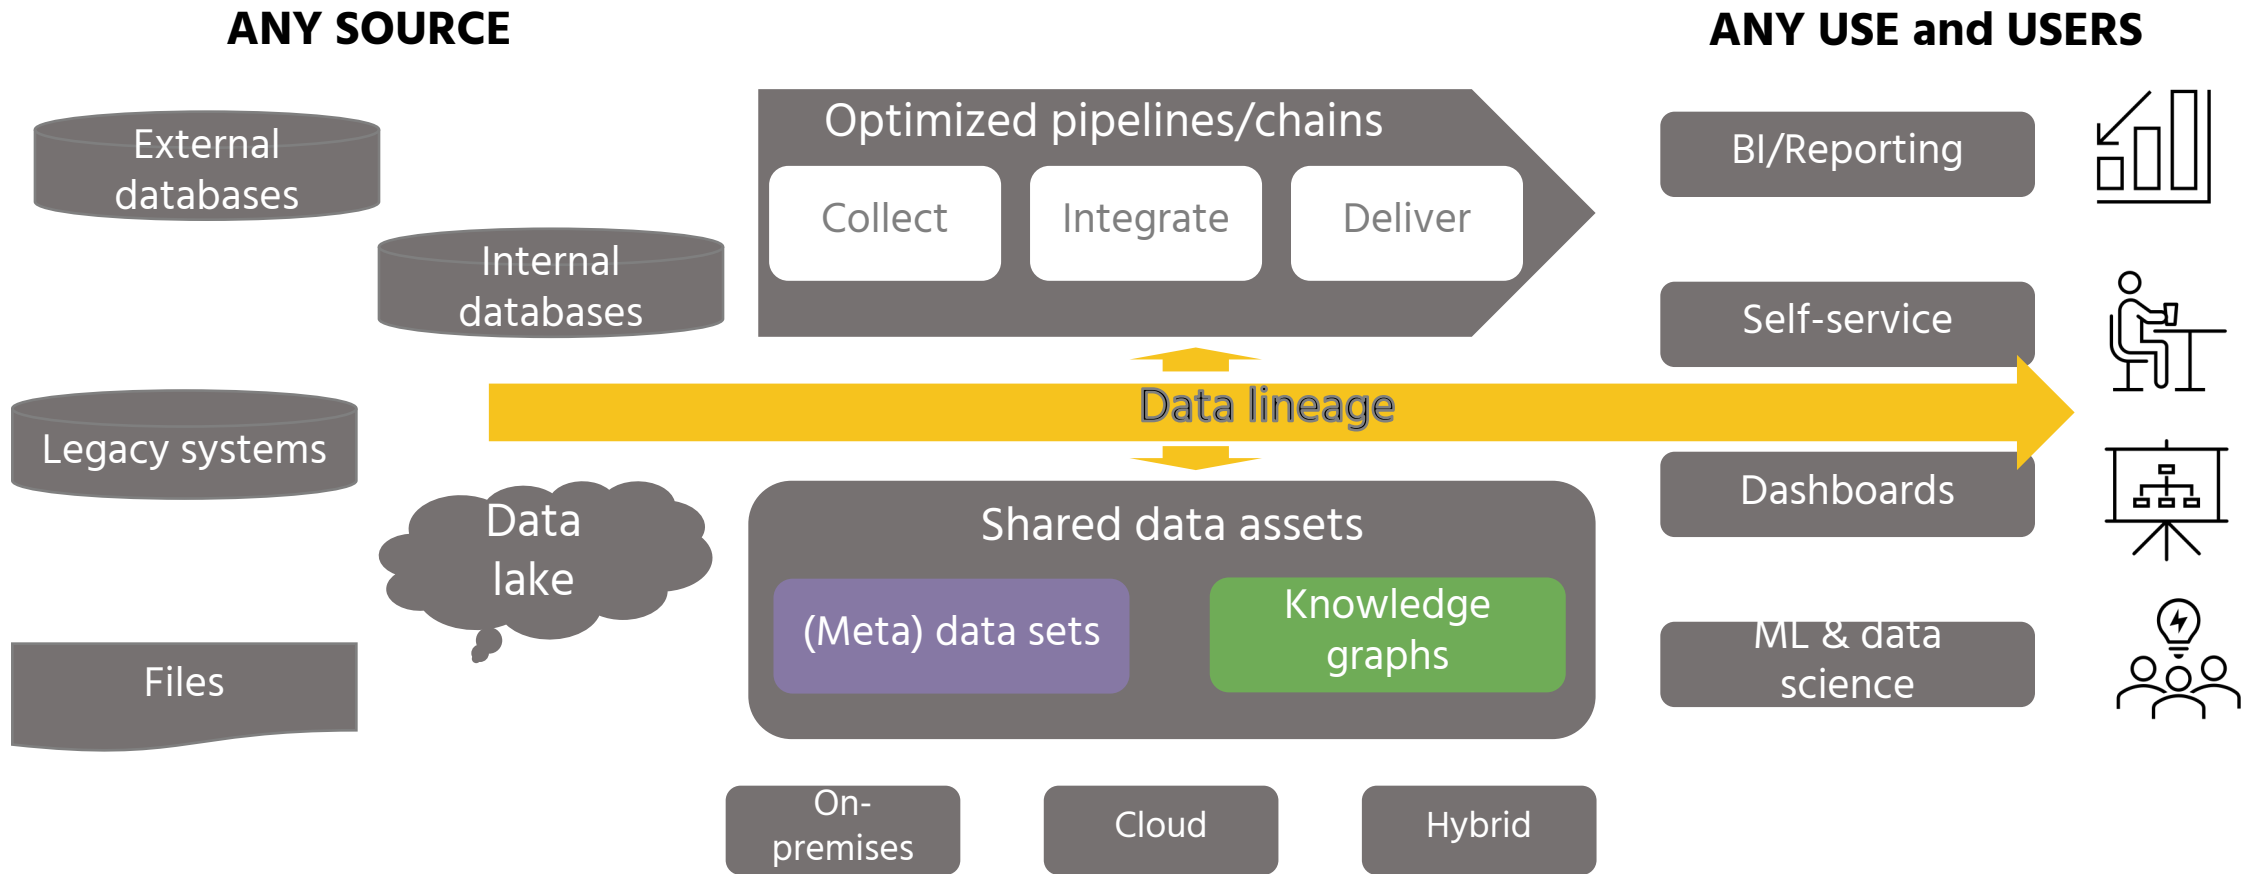 ANY SOURCE
ANY USE and USERS
External
databases
Internal
databases
Legacy systems
Data
lake
Files
Optimized pipelines/chains
Collect
Integrate
Deliver
Data lineage
Shared data assets
(Meta) data sets
Knowledge
graphs
On-
premises
Cloud
Hybrid
BI/Reporting
Self-service
Dashboards
ML & data
science